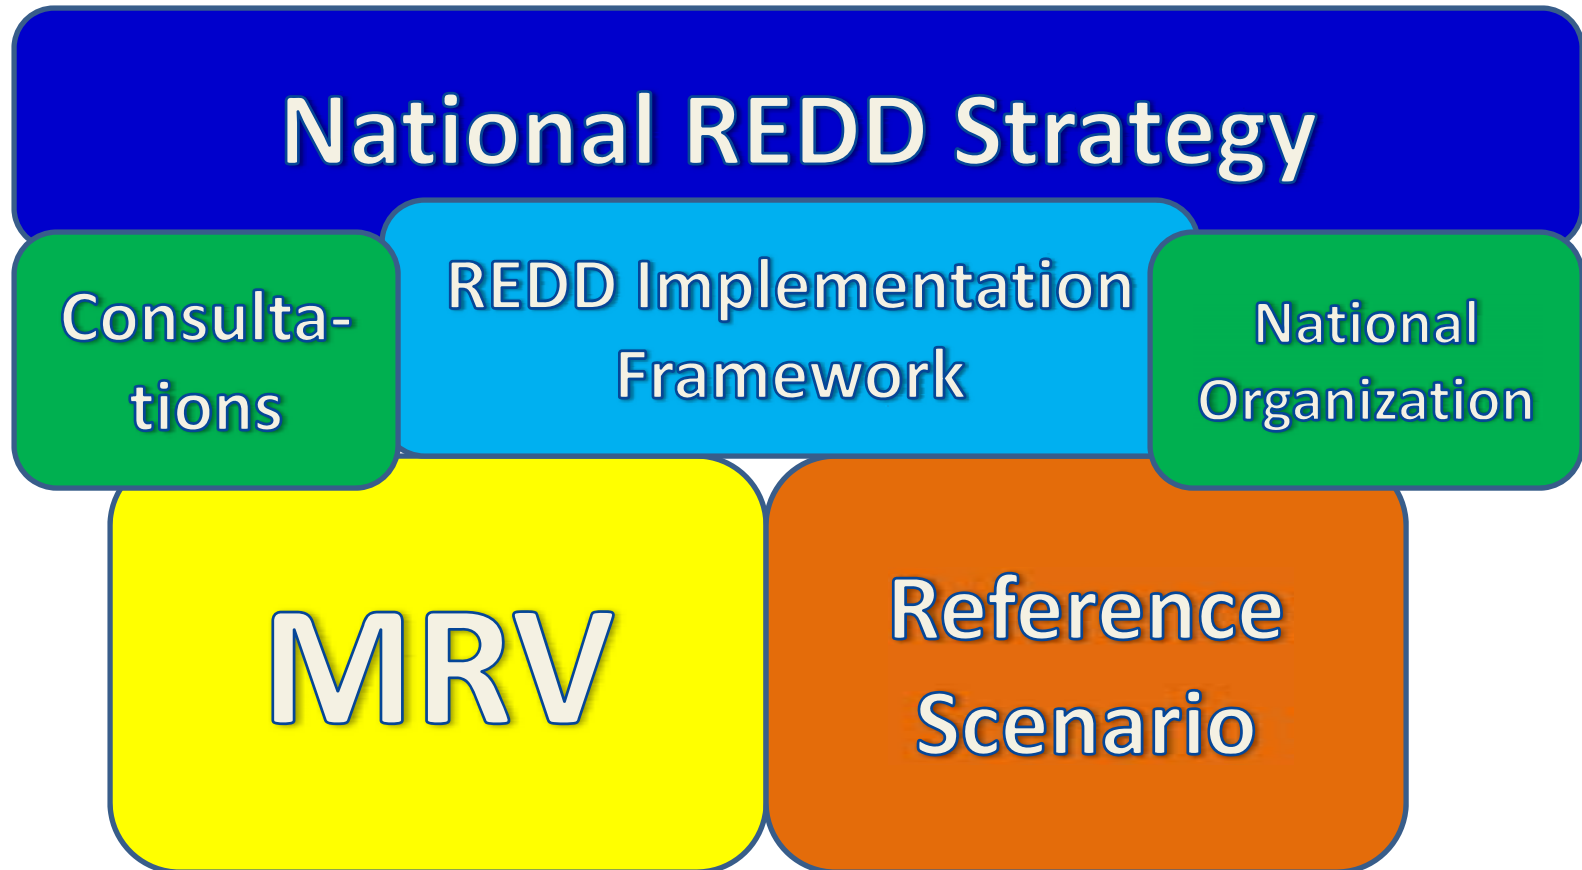 National REDD Strategy
Consulta-
tions
REDD Implementation
Framework
National
Organization
MRV
Reference
Scenario